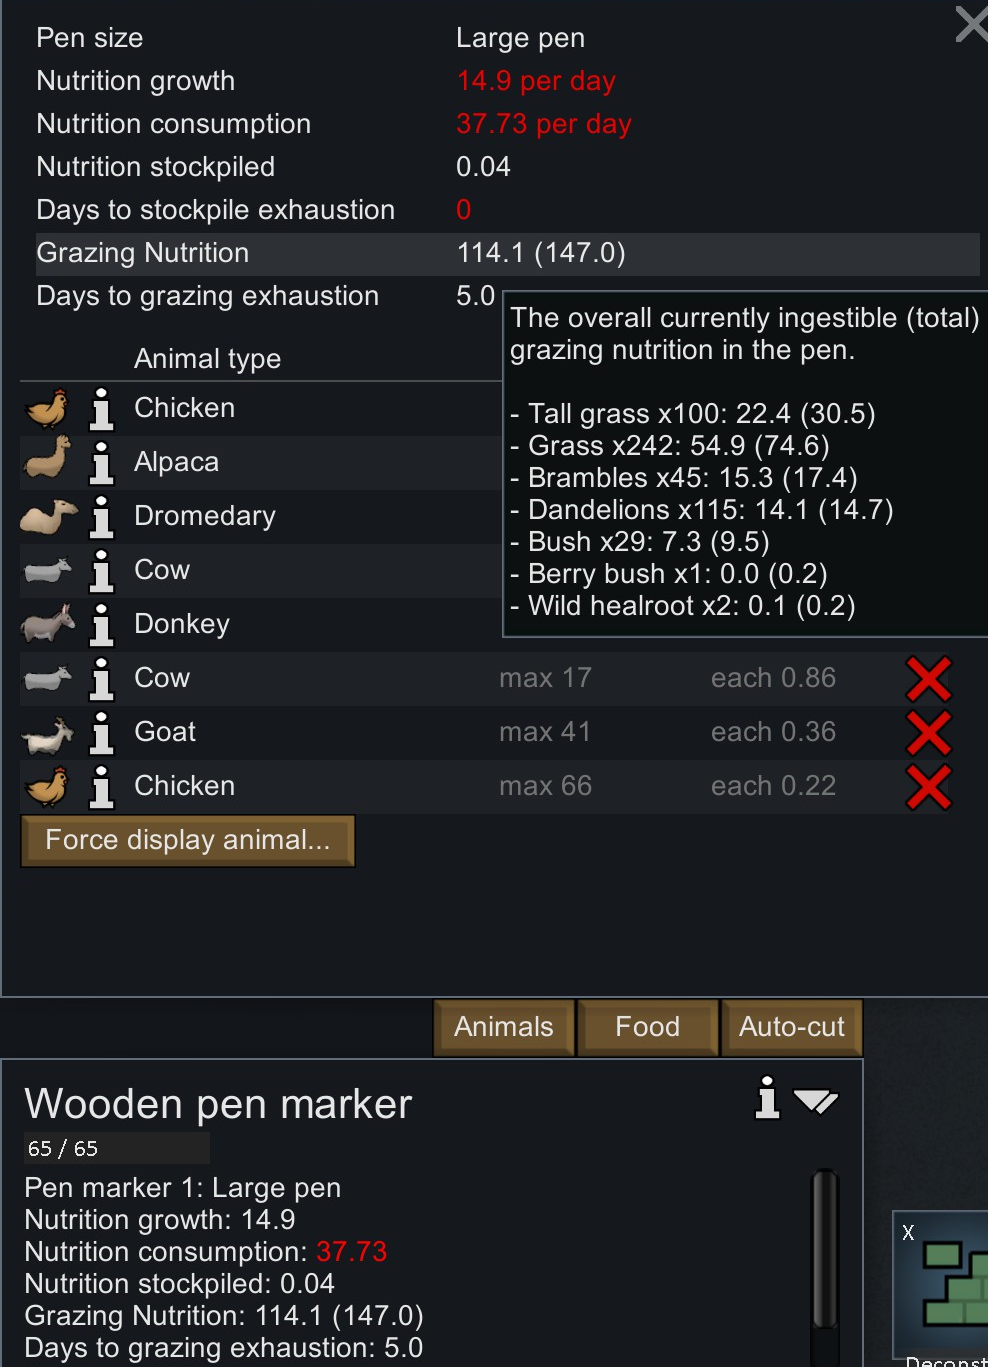 Pen size Large pen
Nutrition growth 14.9 per day
Nutrition consumption 37.73 per day
Nutrition stockpiled 0.04
Days to stockpile exhaustion 0
Grazing Nutrition 114.1 (147.0)
Days to grazing exhaustion 5.0
The overall currently ingestible (total)
grazing nutrition in the pen.
- Tall grass x100: 22.4 (30.5)
- Grass x242: 54.9 (74.6)
- Brambles x45: 15.3 (17.4)
- Dandelions x115: 14.1 (14.7)
- Bush x29: 7.3 (9.5)
- Berry bush x1: 0.0 (0.2)
- Wild healroot x2: 0.1 (0.2)
Animal type
Chicken
Alpaca
Dromedary
Cow
Donkey
Cow max 17 each 0.86
Goat max 41 each 0.36
Chicken max 66 each 0.22
Force display animal...
Animals Food Auto-cut
Wooden pen marker
65 / 65
Pen marker 1: Large pen
Nutrition growth: 14.9
Nutrition consumption: 37.73
Nutrition stockpiled: 0.04
Grazing Nutrition: 114.1 (147.0)
Days to grazing exhaustion: 5.0
X